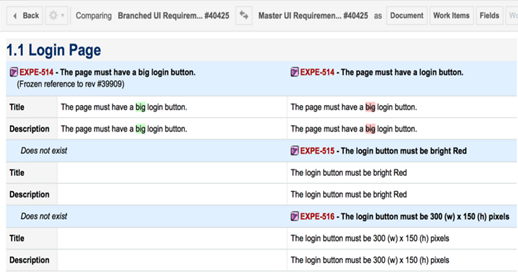 Back Comparing Branched UI Requirem... #40425 Master UI Requiremen... #40425 as Document Work Items Fields
1.1 Login Page
EXPE-514 - The page must have a big login button. EXPE-514 - The page must have a login button.
(Frozen reference to rev #39909)
Title The page must have a big login button. The page must have a big login button.
Description The page must have a big login button. The page must have a big login button.
Does not exist EXPE-515 - The login button must be bright Red
Title The login button must be bright Red
Description The login button must be bright Red
Does not exist EXPE-516 - The login button must be 300 (w) x 150 (h) pixels
Title The login button must be 300 (w) x 150 (h) pixels
Description The login button must be 300 (w) x 150 (h) pixels